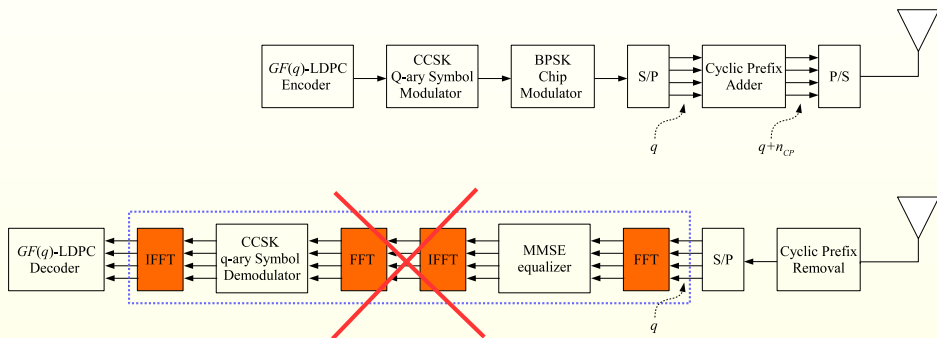 GF(q)-LDPC
Encoder
CCSK
Q-ary Symbol
Modulator
BPSK
Chip
Modulator
S/P
Cyclic Prefix
Adder
P/S
q
q+n_CP
GF(q)-LDPC
Decoder
IFFT
CCSK
q-ary Symbol
Demodulator
FFT
IFFT
MMSE
equalizer
FFT
S/P
Cyclic Prefix
Removal
q